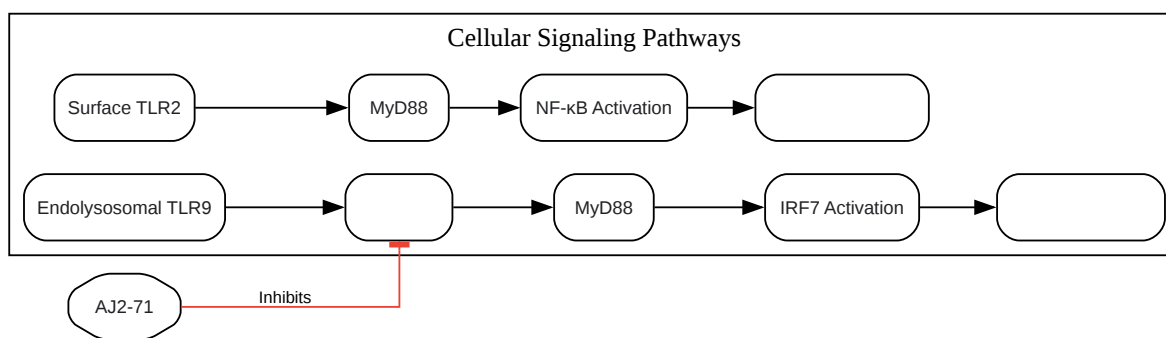 Cellular Signaling Pathways
Surface TLR2
MyD88
NF-κB Activation
Endolysosomal TLR9
MyD88
IRF7 Activation
AJ2-71
Inhibits